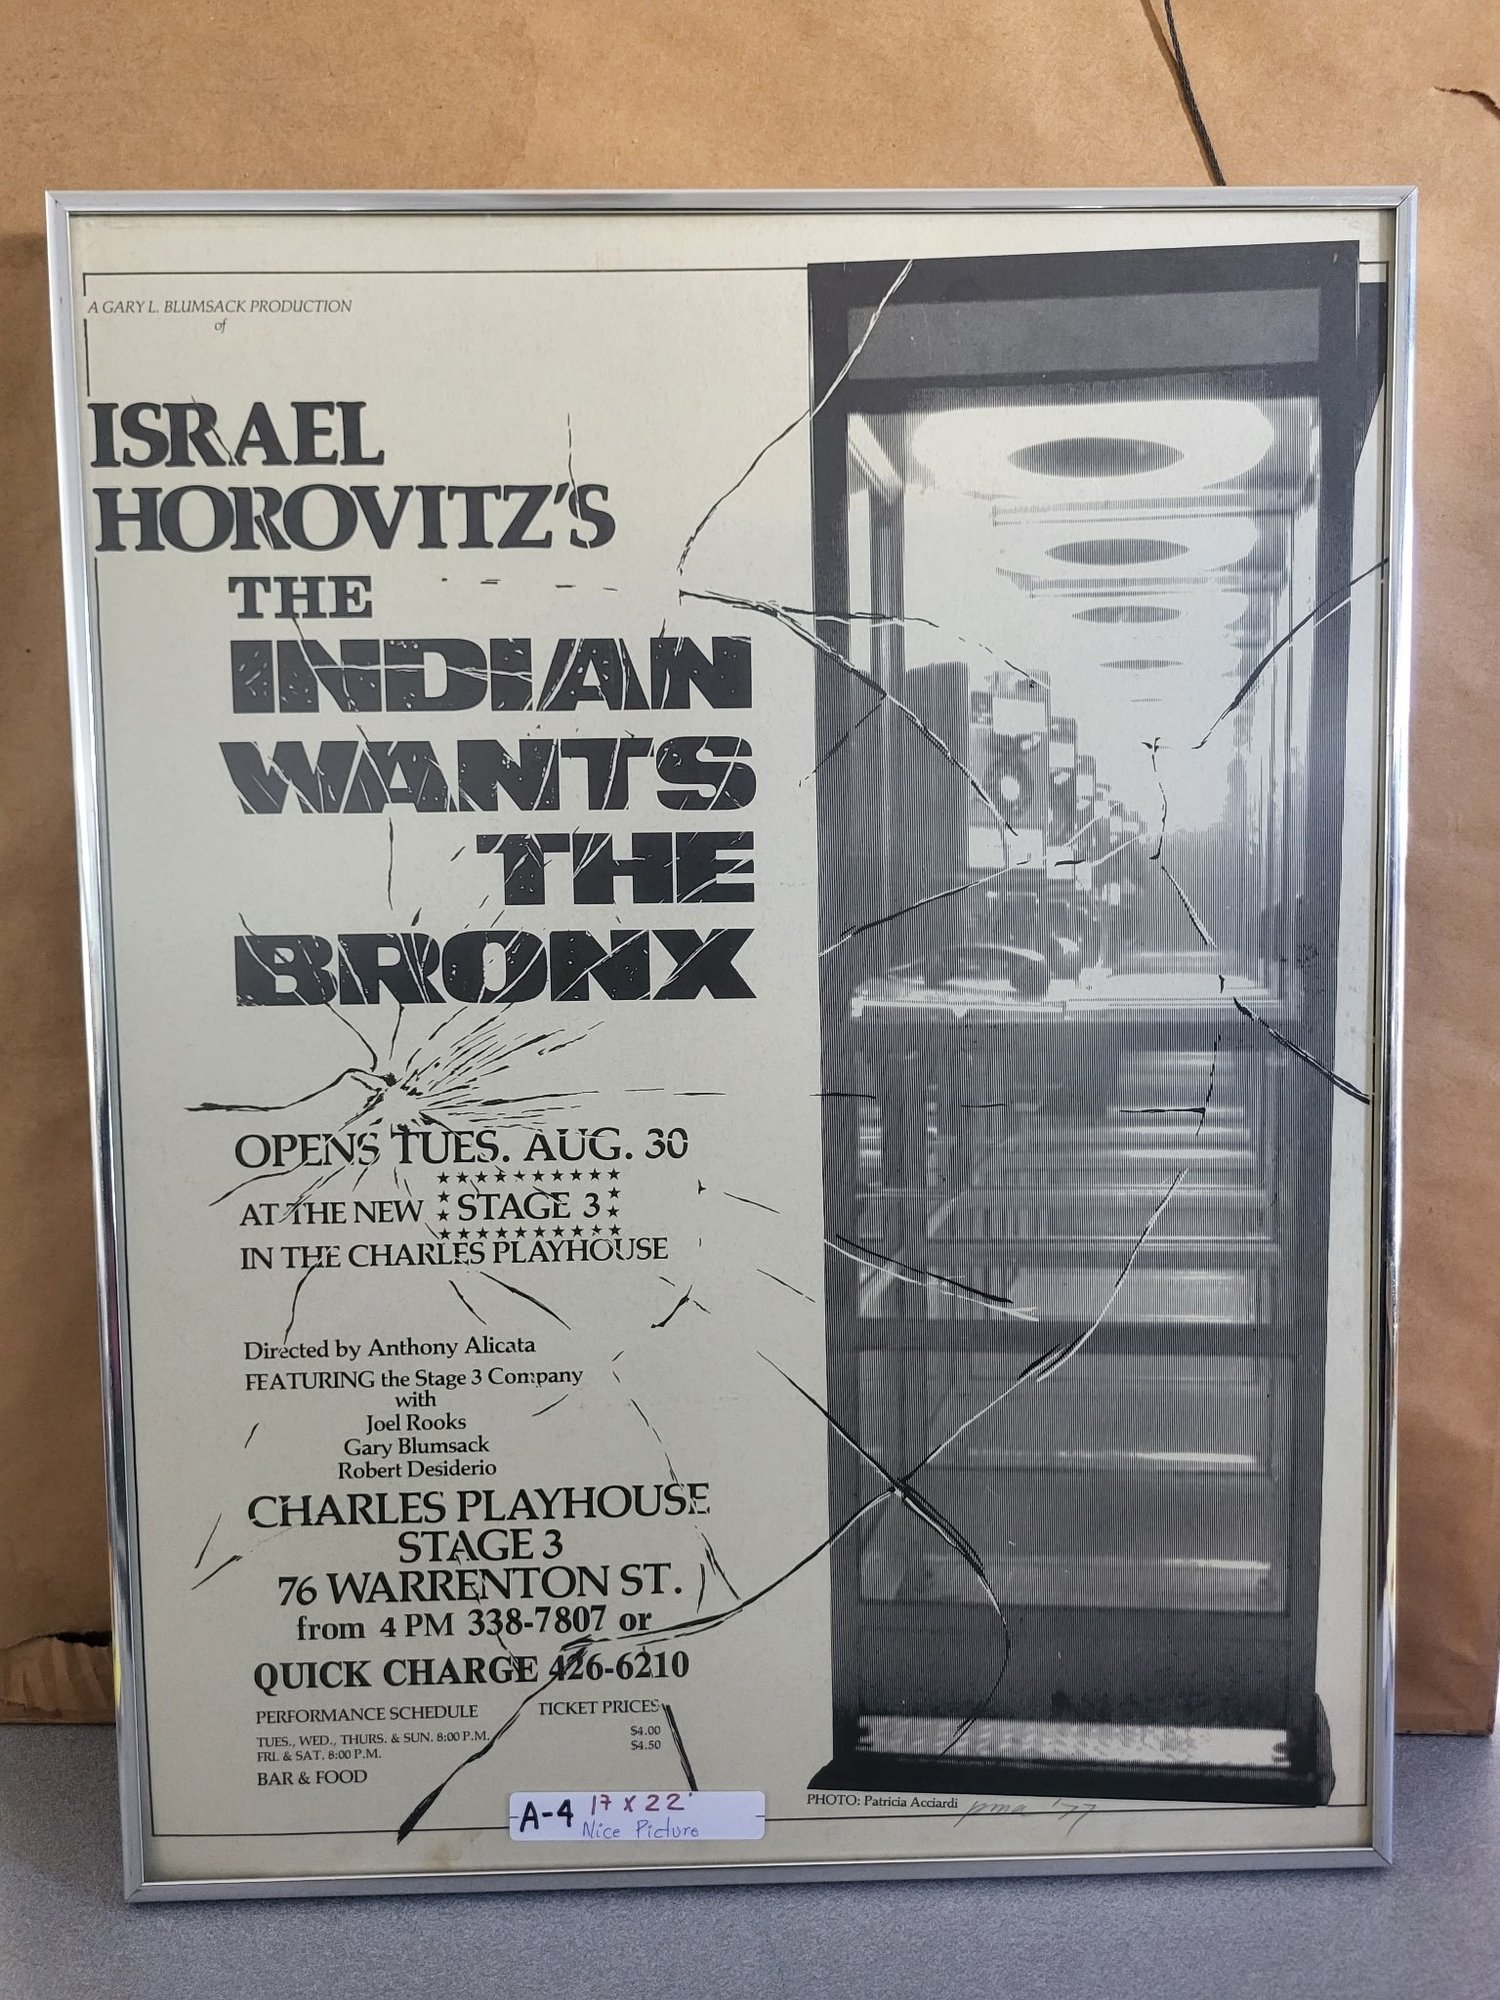 A GARY L. BLUMSACK PRODUCTION
of
ISRAEL
HOROVITZ'S
THE
INDIAN
WANTS
THE
BRONX
OPENS TUES. AUG. 30
AT THE NEW STAGE 3
IN THE CHARLES PLAYHOUSE
Directed by Anthony Alicata
FEATURING the Stage 3 Company
with
Joel Rooks
Gary Blumsack
Robert Desiderio
CHARLES PLAYHOUSE
STAGE 3
76 WARRENTON ST.
from 4 PM 338-7807 or
QUICK CHARGE 426-6210
PERFORMANCE SCHEDULE
TUES., WED., THURS. & SUN. 8:00 P.M.
FRI. & SAT. 8:00 P.M.
BAR & FOOD
TICKET PRICES
$4.00
$4.50
PHOTO: Patricia Acciardi pma '77
A-4 17 x 22"
Nice Picture